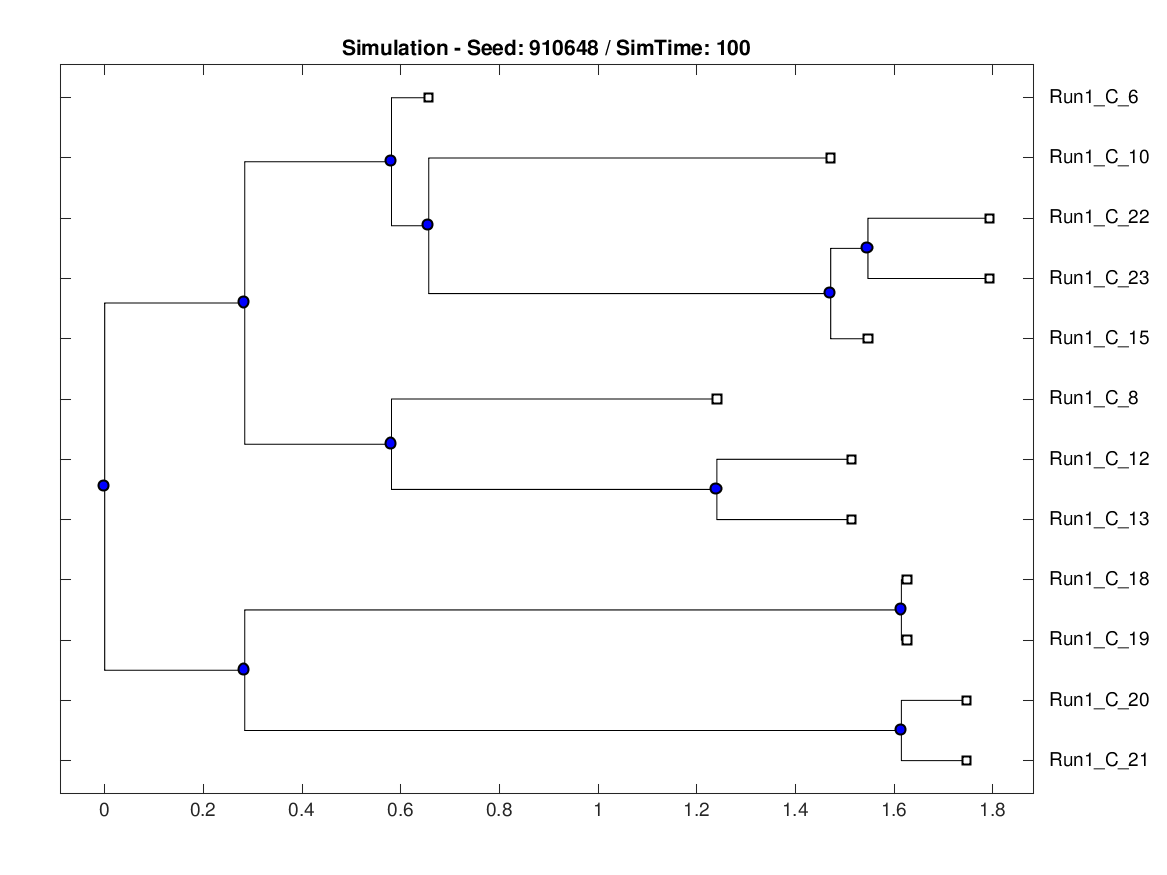 Simulation - Seed: 910648 / SimTime: 100
Run1_C_6
Run1_C_10
Run1_C_22
Run1_C_23
Run1_C_15
Run1_C_8
Run1_C_12
Run1_C_13
Run1_C_18
Run1_C_19
Run1_C_20
Run1_C_21
0 0.2 0.4 0.6 0.8 1 1.2 1.4 1.6 1.8